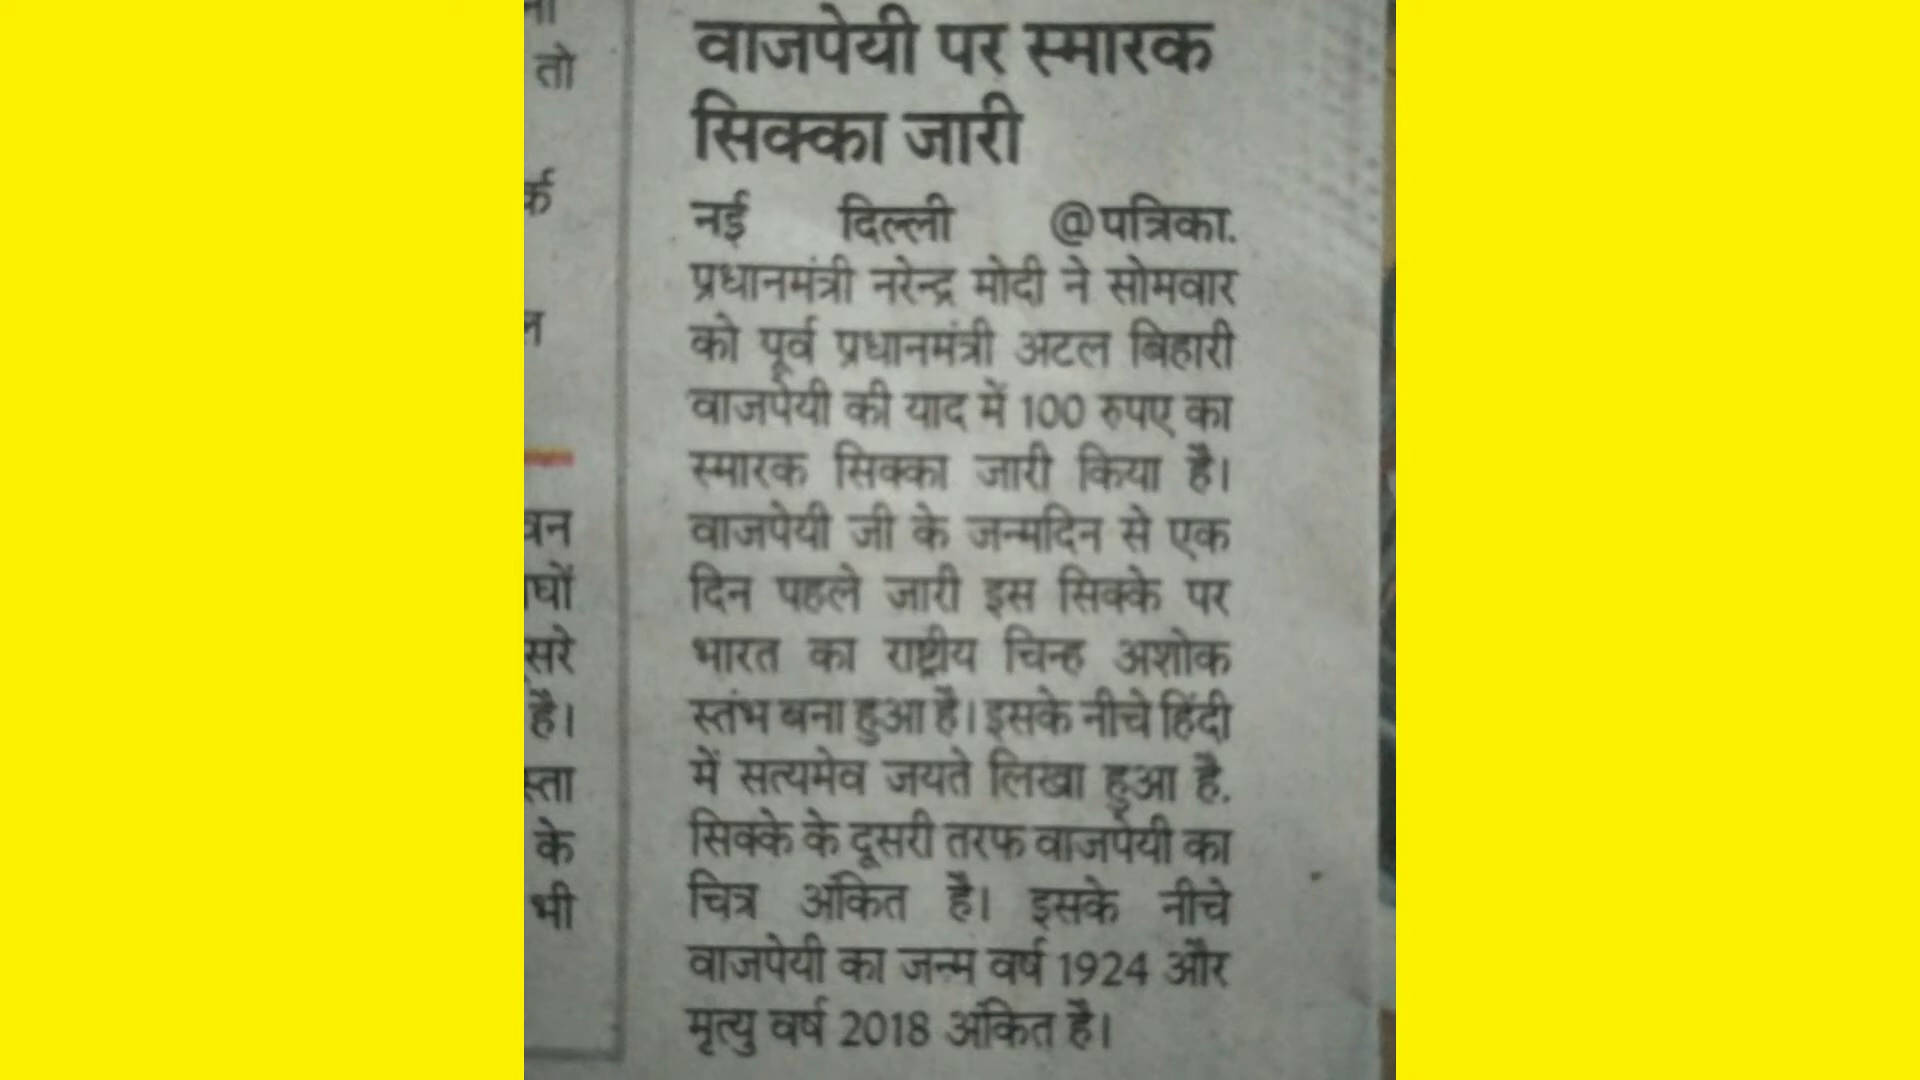 तो
र्क
वन
घों
सरे
है।
स्ता
के
भी
वाजपेयी पर स्मारक
सिक्का जारी
नई दिल्ली @पत्रिका.
प्रधानमंत्री नरेन्द्र मोदी ने सोमवार
को पूर्व प्रधानमंत्री अटल बिहारी
वाजपेयी की याद में 100 रुपए का
स्मारक सिक्का जारी किया है।
वाजपेयी जी के जन्मदिन से एक
दिन पहले जारी इस सिक्के पर
भारत का राष्ट्रीय चिन्ह अशोक
स्तंभ बना हुआ है। इसके नीचे हिंदी
में सत्यमेव जयते लिखा हुआ है.
सिक्के के दूसरी तरफ वाजपेयी का
चित्र अंकित है। इसके नीचे
वाजपेयी का जन्म वर्ष 1924 और
मृत्यु वर्ष 2018 अंकित है।